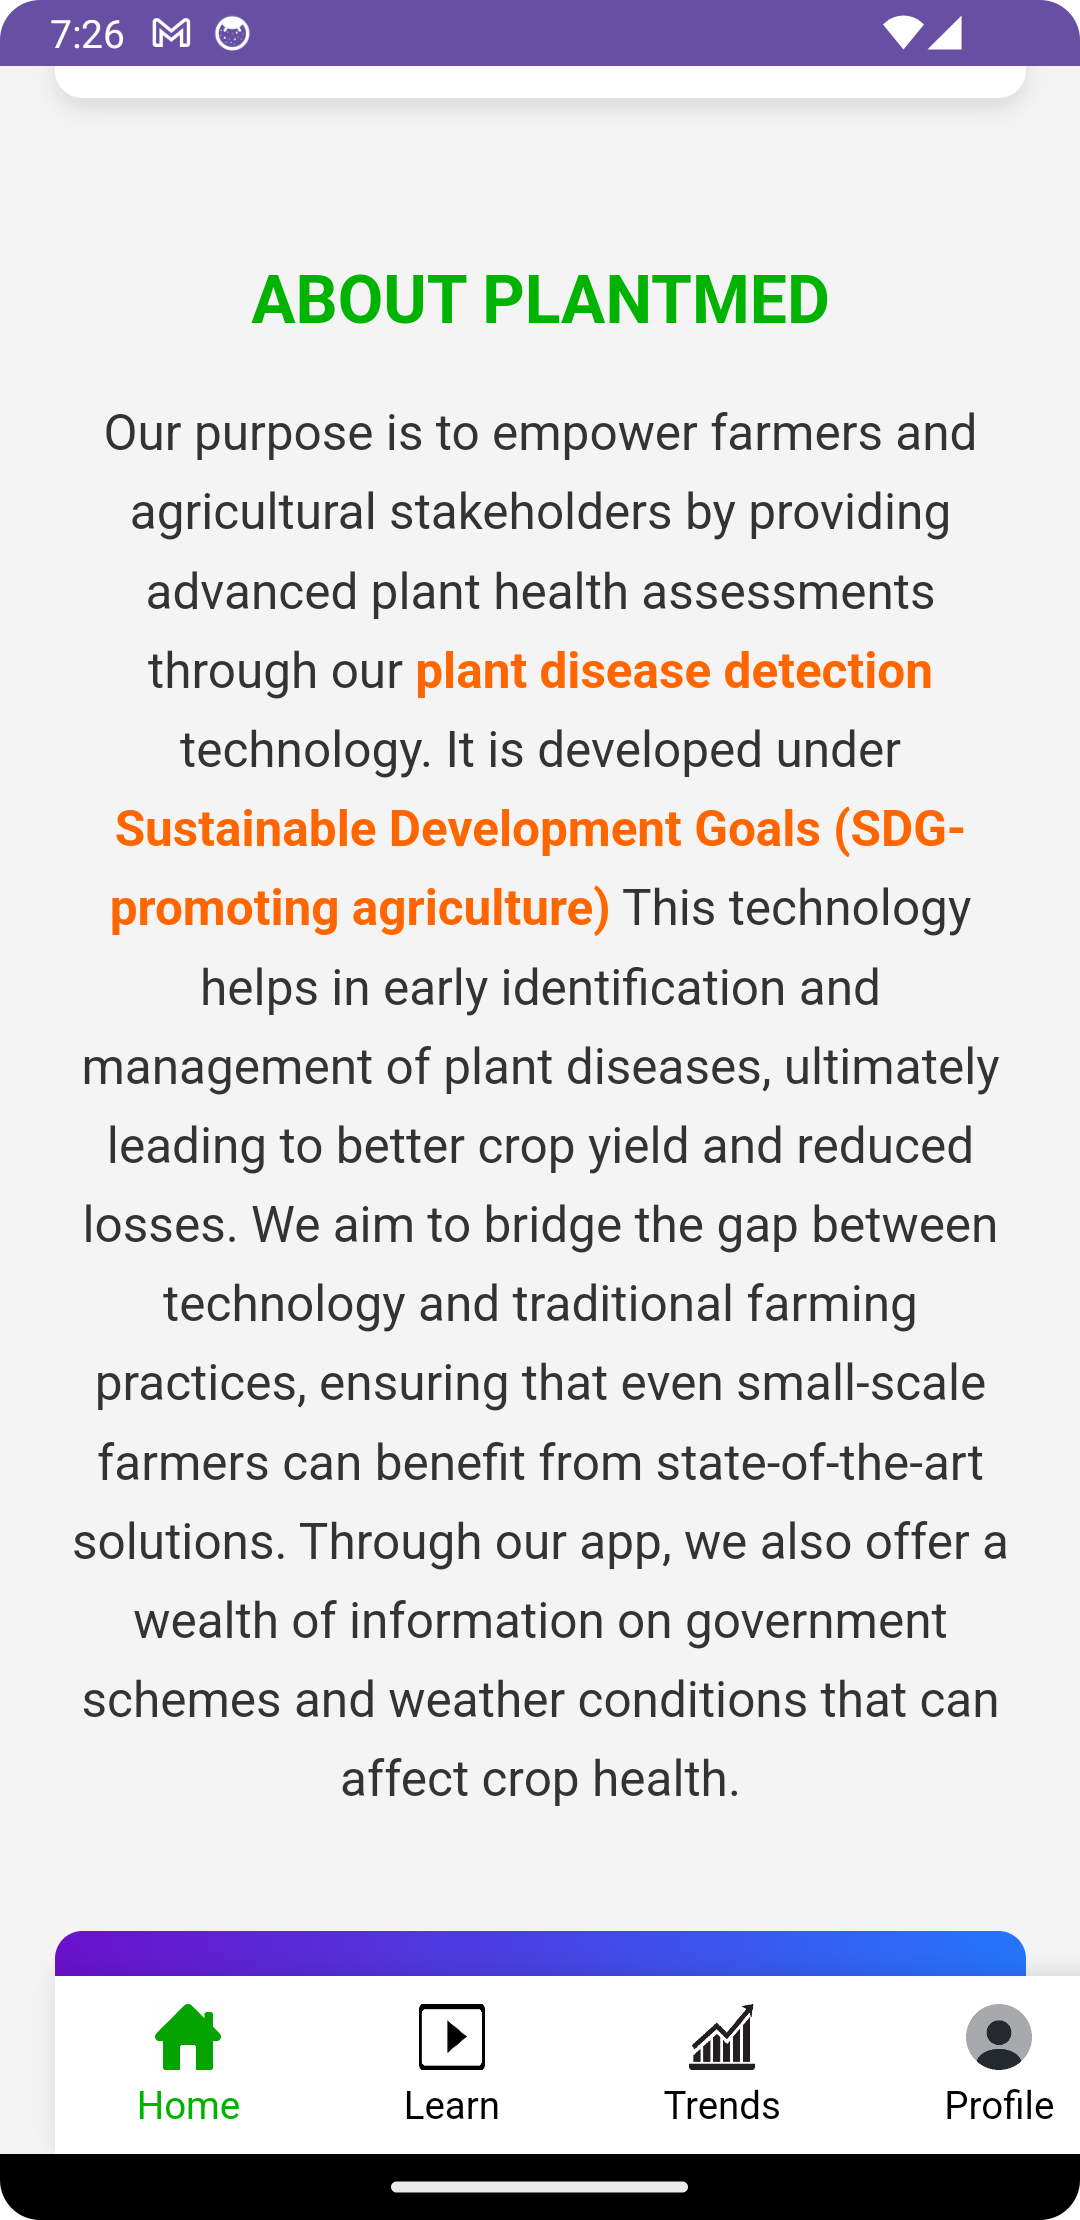 7:26
ABOUT PLANTMED
Our purpose is to empower farmers and
agricultural stakeholders by providing
advanced plant health assessments
through our plant disease detection
technology. It is developed under
Sustainable Development Goals (SDG-
promoting agriculture) This technology
helps in early identification and
management of plant diseases, ultimately
leading to better crop yield and reduced
losses. We aim to bridge the gap between
technology and traditional farming
practices, ensuring that even small-scale
farmers can benefit from state-of-the-art
solutions. Through our app, we also offer a
wealth of information on government
schemes and weather conditions that can
affect crop health.
Home Learn Trends Profile